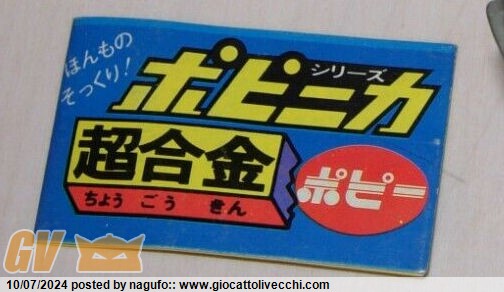 ほんもの
そっくり!
ポピニカ
シリーズ
超合金
ちょう ごう きん
ポピー
GV
10/07/2024 posted by nagufo:: www.giocattolivecchi.com